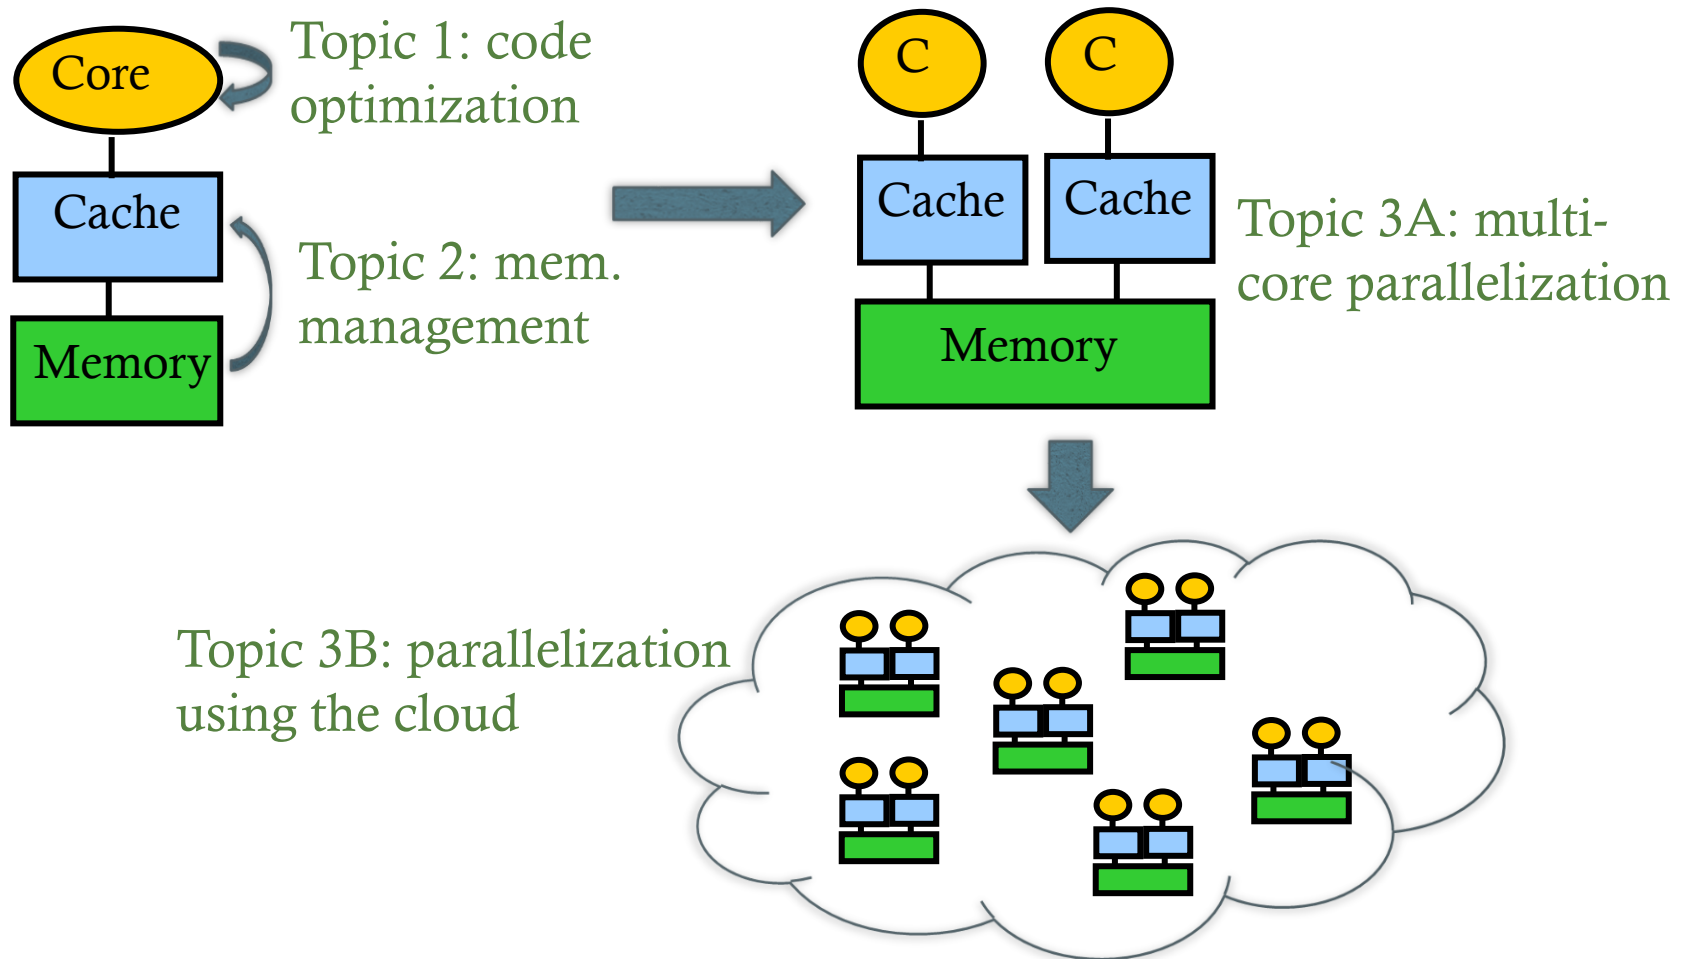 Core
Topic 1: code
optimization
Cache
Topic 2: mem.
management
Memory
C
C
Cache
Cache
Topic 3A: multi-
core parallelization
Memory
Topic 3B: parallelization
using the cloud